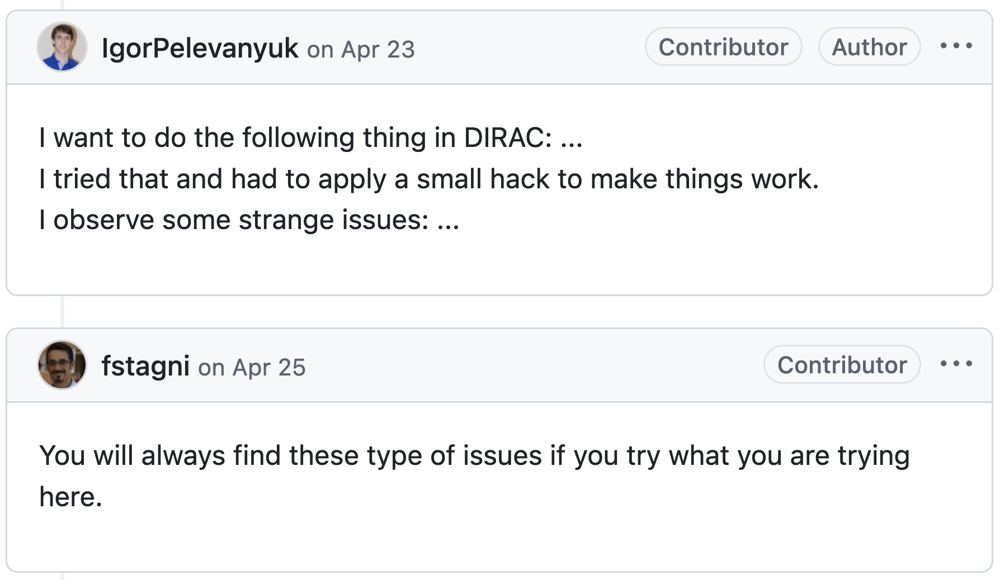 IgorPelevanyuk on Apr 23 Contributor Author
I want to do the following thing in DIRAC: ...
I tried that and had to apply a small hack to make things work.
I observe some strange issues: ...
fstagni on Apr 25 Contributor
You will always find these type of issues if you try what you are trying
here.